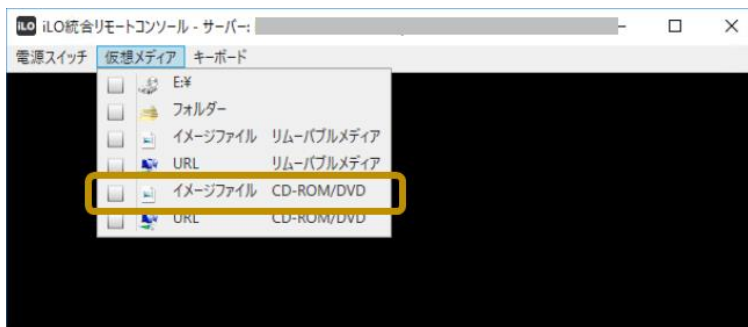 iLO iLO統合リモートコンソール - サーバー:
電源スイッチ 仮想メディア キーボード
E:¥
フォルダー
イメージファイル リムーバブルメディア
URL リムーバブルメディア
イメージファイル CD-ROM/DVD
URL CD-ROM/DVD